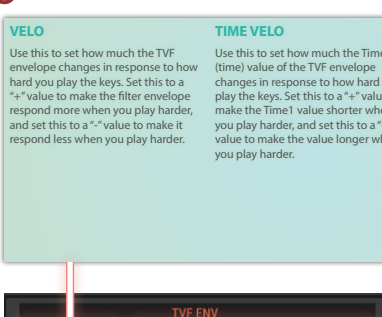 VELO
Use this to set how much the TVF
envelope changes in response to how
hard you play the keys. Set this to a
"+" value to make the filter envelope
respond more when you play harder,
and set this to a "-" value to make it
respond less when you play harder.
TIME VELO
Use this to set how much the Time
(time) value of the TVF envelope
changes in response to how hard
play the keys. Set this to a "+"
make the Time1 value shorter
you play harder, and set this to a
value to make the value longer
you play harder.
TVF ENV